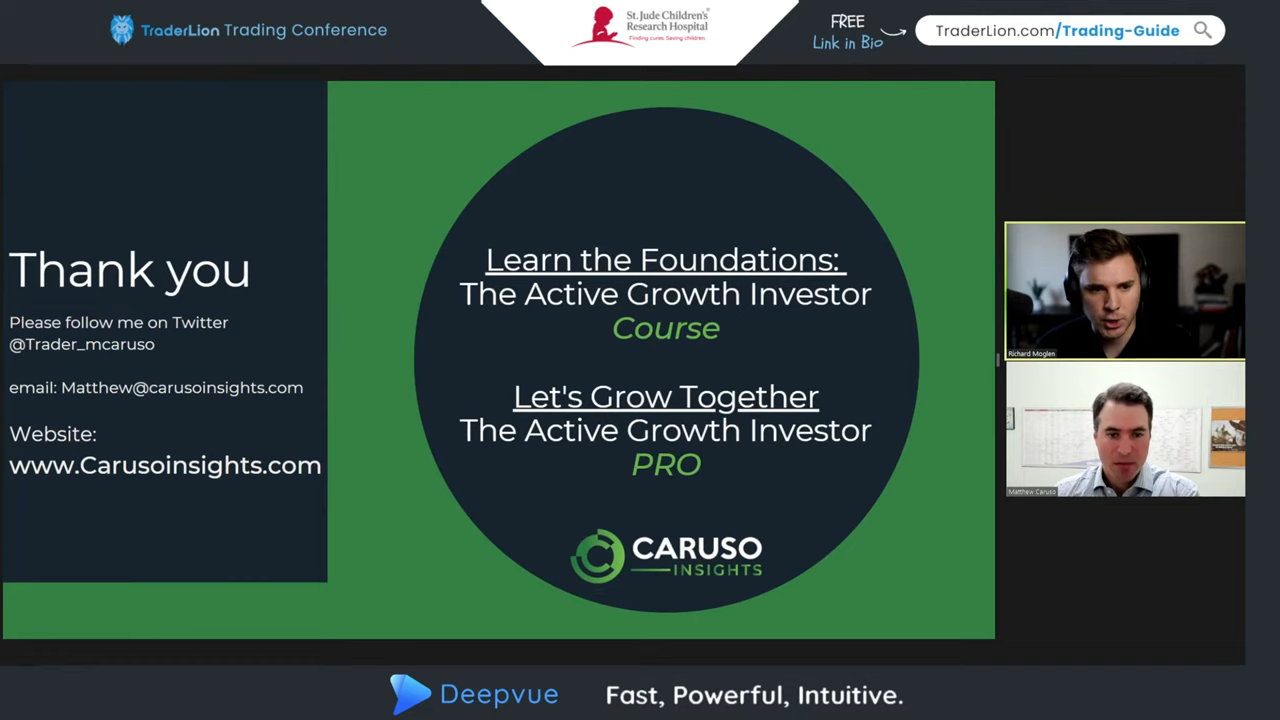 TraderLion Trading Conference
St. Jude Children's
Research Hospital
Finding cures. Saving children.
FREE
Link in Bio
TraderLion.com/Trading-Guide
Thank you
Please follow me on Twitter
@Trader_mcaruso
email: Matthew@carusoinsights.com
Website:
www.Carusoinsights.com
Learn the Foundations:
The Active Growth Investor
Course
Let's Grow Together
The Active Growth Investor
PRO
CARUSO
INSIGHTS
Richard Moglen
Matthew Caruso
Deepvue
Fast, Powerful, Intuitive.